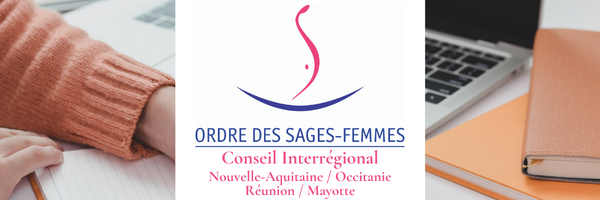 ORDRE DES SAGES-FEMMES
Conseil Interrégional
Nouvelle-Aquitaine / Occitanie
Réunion / Mayotte